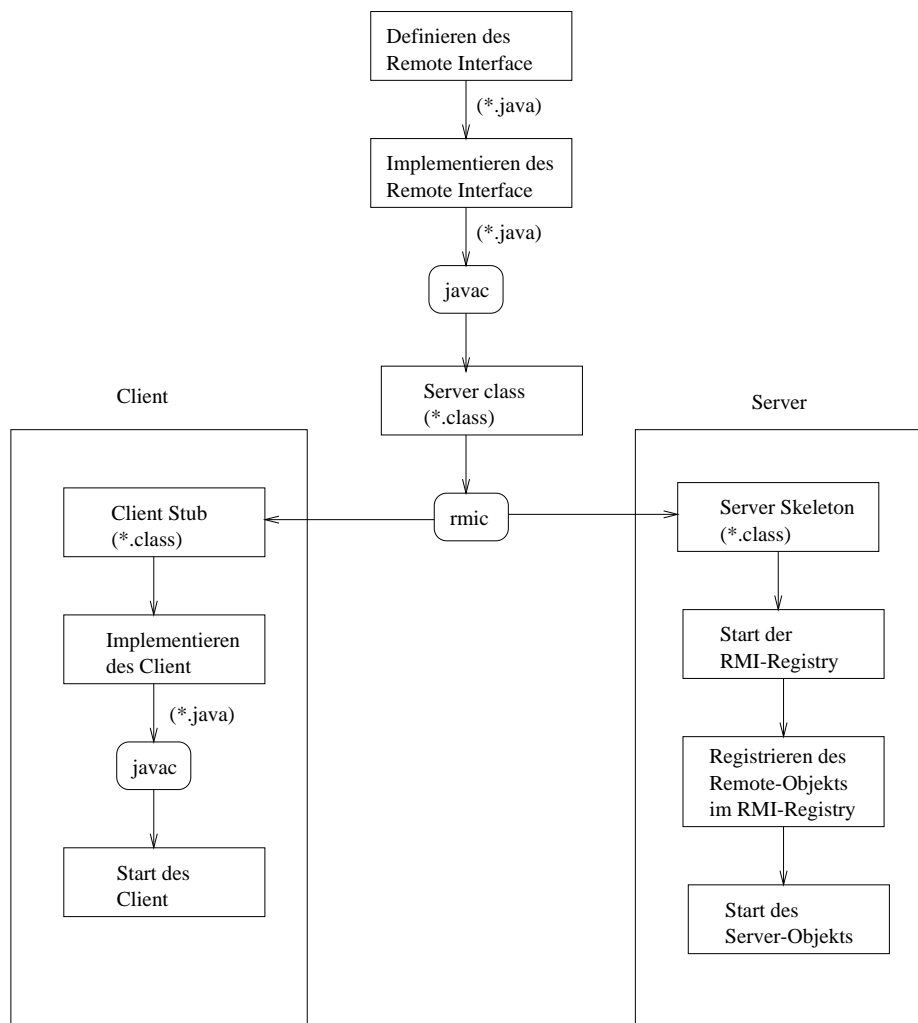 Definieren des
Remote Interface
(*.java)
Implementieren des
Remote Interface
(*.java)
javac
Server class
(*.class)
Client
Server
Client Stub
(*.class)
rmic
Server Skeleton
(*.class)
Implementieren
des Client
(*.java)
javac
Start des
Client
Start der
RMI-Registry
Registrieren des
Remote-Objekts
im RMI-Registry
Start des
Server-Objekts